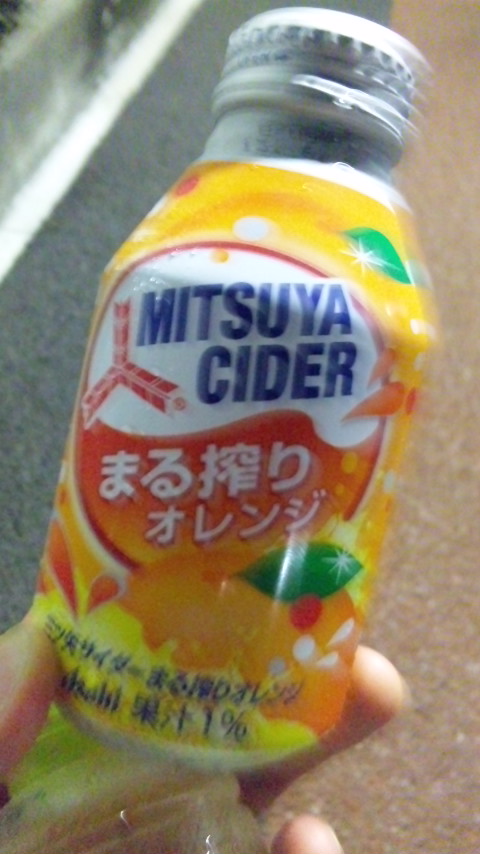 MITSUYA
CIDER
まる搾り
オレンジ
三ツ矢サイダー まる搾りオレンジ
Asahi 果汁1%